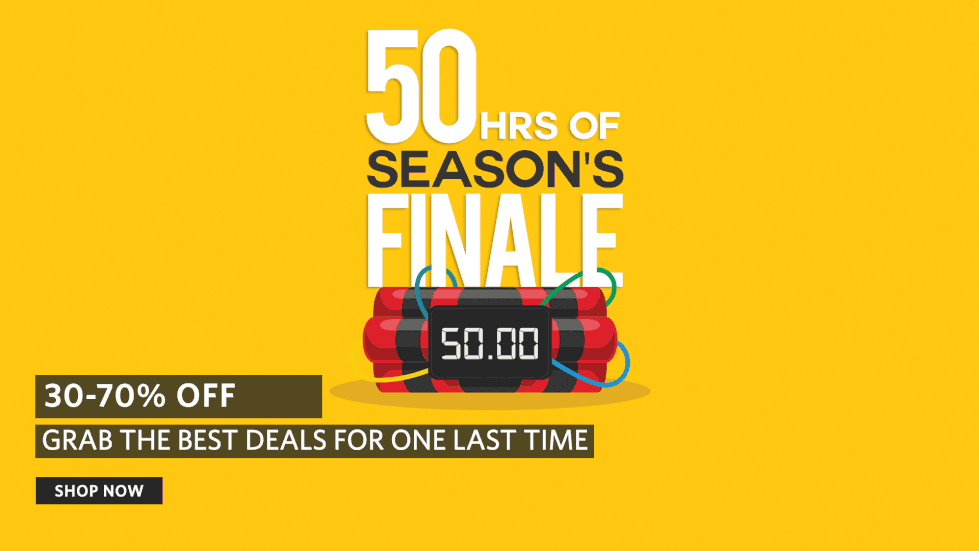 50 HRS OF
SEASON'S
FINALE
50.00
30-70% OFF
GRAB THE BEST DEALS FOR ONE LAST TIME
SHOP NOW